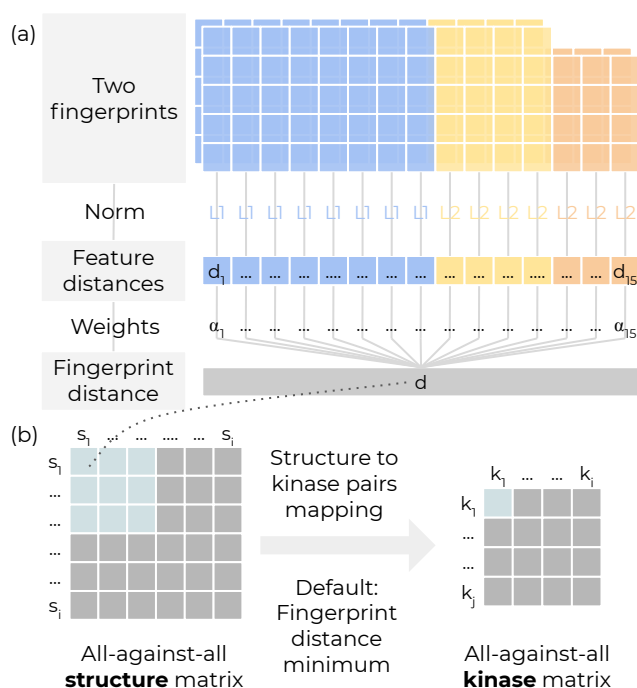 (a)
Two
fingerprints
Norm
L1 L1 L1 L1 L1 L1 L1 L1 L2 L2 L2 L2 L2 L2 L2
Feature
distances
d1 ... ... ... .... ... ... ... ... ... ... .... ... ... d15
Weights
α1 ... ... ... ... ... ... ... ... ... ... ... ... ... α15
Fingerprint
distance
d
(b)
s1 ... ... .... ... si
s1
...
...
...
...
si
Structure to
kinase pairs
mapping
Default:
Fingerprint
distance
minimum
k1 ... ... ki
k1
...
...
kj
All-against-all
structure matrix
All-against-all
kinase matrix